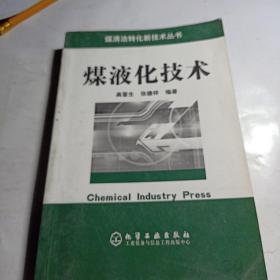 煤清洁转化新技术丛书
煤液化技术
高晋生 张德祥 编著
Chemical Industry Press
化学工业出版社
工业装备与信息工程出版中心